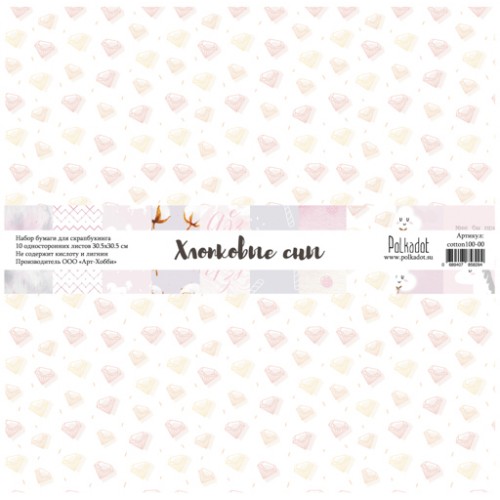 Набор бумаги для скрапбукинга
10 односторонних листов 30.5х30.5 см
Не содержит кислоту и лигнин
Производитель ООО «Арт-Хобби»
Хлопковые сны
Polkadot
www.polkadot.su
Артикул:
cotton100-00